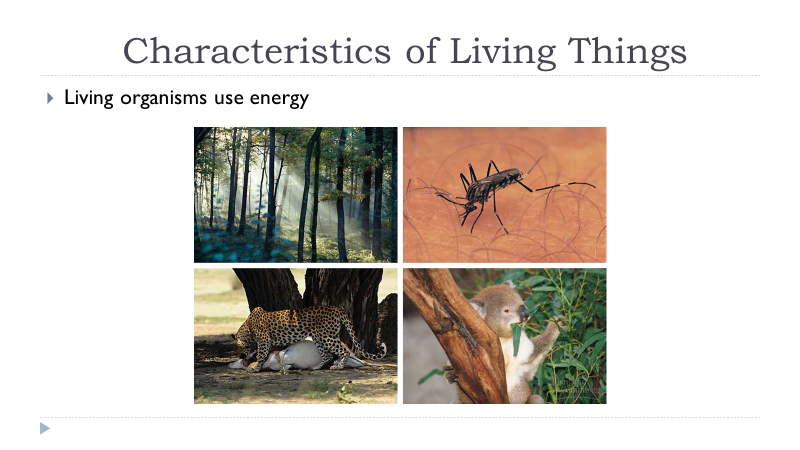 Characteristics of Living Things
Living organisms use energy